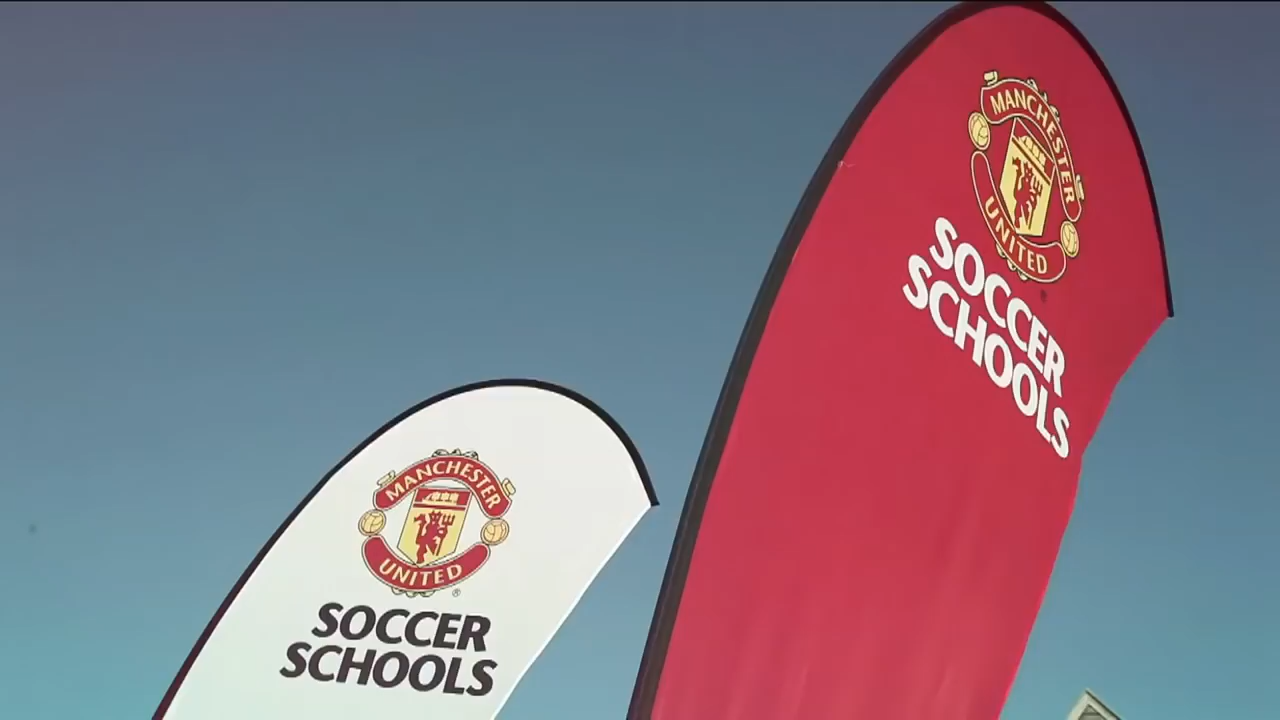 MANCHESTER
UNITED
SOCCER
SCHOOLS
MANCHESTER
UNITED
®
SOCCER
SCHOOLS